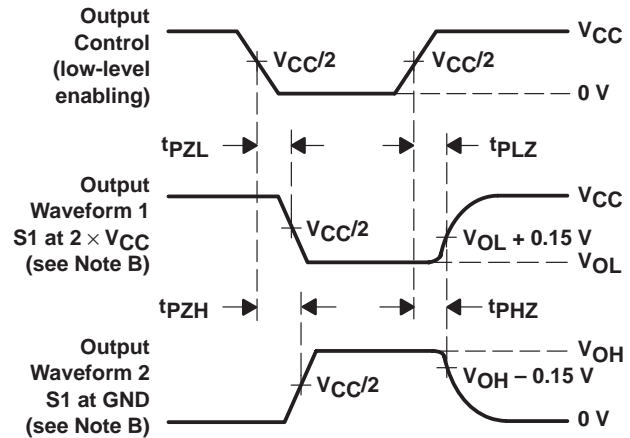 Output
Control
(low-level
enabling)
VCC/2
VCC/2
VCC
0 V
tPZL
tPLZ
Output
Waveform 1
S1 at 2 × VCC
(see Note B)
VCC/2
VCC
VOL + 0.15 V
VOL
tPZH
tPHZ
Output
Waveform 2
S1 at GND
(see Note B)
VCC/2
VOH
VOH – 0.15 V
0 V